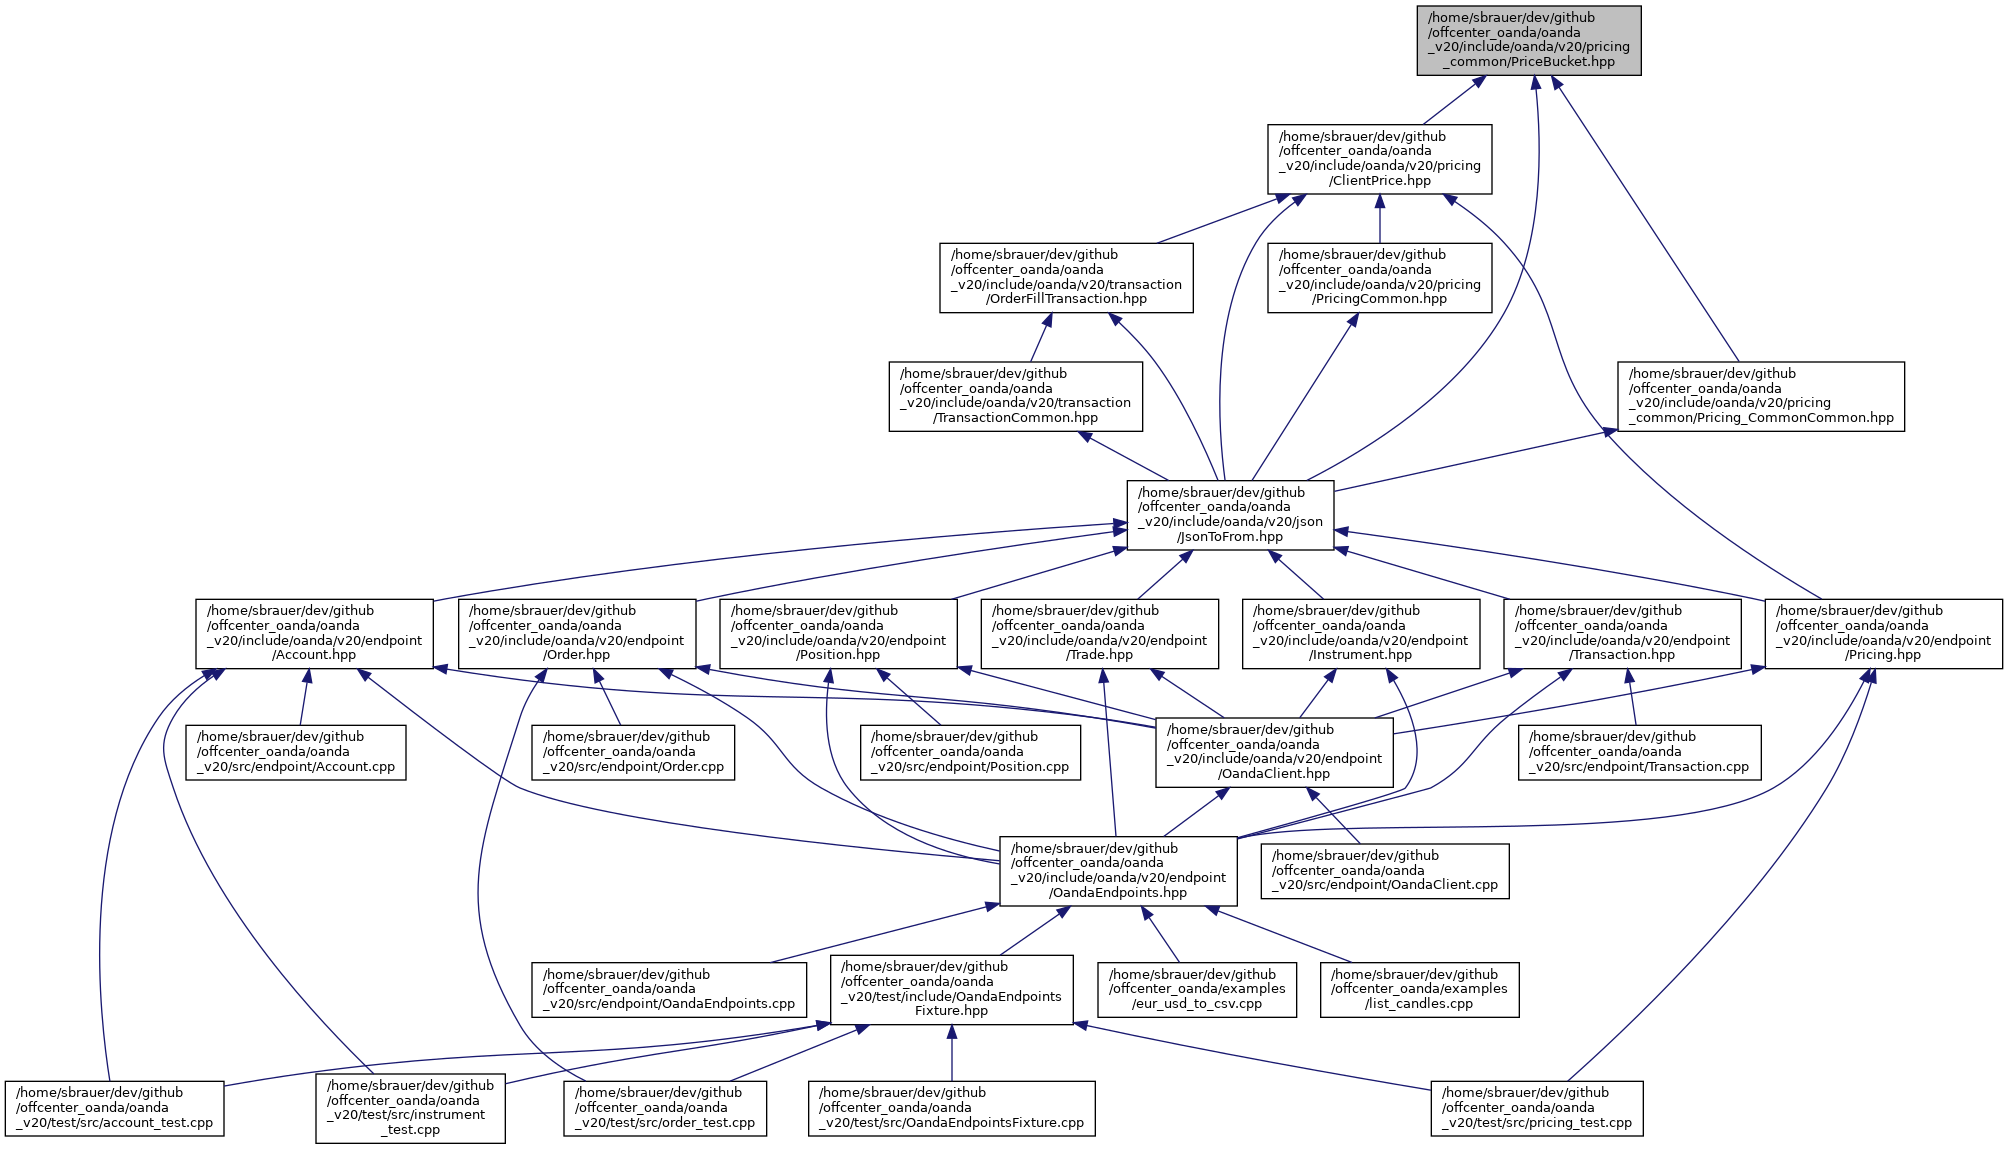 /home/sbrauer/dev/github
/offcenter_oanda/oanda
_v20/include/oanda/v20/pricing
_common/PriceBucket.hpp
/home/sbrauer/dev/github
/offcenter_oanda/oanda
_v20/include/oanda/v20/pricing
/ClientPrice.hpp
/home/sbrauer/dev/github
/offcenter_oanda/oanda
_v20/include/oanda/v20/transaction
/OrderFillTransaction.hpp
/home/sbrauer/dev/github
/offcenter_oanda/oanda
_v20/include/oanda/v20/pricing
/PricingCommon.hpp
/home/sbrauer/dev/github
/offcenter_oanda/oanda
_v20/include/oanda/v20/transaction
/TransactionCommon.hpp
/home/sbrauer/dev/github
/offcenter_oanda/oanda
_v20/include/oanda/v20/pricing
_common/Pricing_CommonCommon.hpp
/home/sbrauer/dev/github
/offcenter_oanda/oanda
_v20/include/oanda/v20/json
/JsonToFrom.hpp
/home/sbrauer/dev/github
/offcenter_oanda/oanda
_v20/include/oanda/v20/endpoint
/Account.hpp
/home/sbrauer/dev/github
/offcenter_oanda/oanda
_v20/include/oanda/v20/endpoint
/Order.hpp
/home/sbrauer/dev/github
/offcenter_oanda/oanda
_v20/include/oanda/v20/endpoint
/Position.hpp
/home/sbrauer/dev/github
/offcenter_oanda/oanda
_v20/include/oanda/v20/endpoint
/Trade.hpp
/home/sbrauer/dev/github
/offcenter_oanda/oanda
_v20/include/oanda/v20/endpoint
/Instrument.hpp
/home/sbrauer/dev/github
/offcenter_oanda/oanda
_v20/include/oanda/v20/endpoint
/Transaction.hpp
/home/sbrauer/dev/github
/offcenter_oanda/oanda
_v20/include/oanda/v20/endpoint
/Pricing.hpp
/home/sbrauer/dev/github
/offcenter_oanda/oanda
_v20/src/endpoint/Account.cpp
/home/sbrauer/dev/github
/offcenter_oanda/oanda
_v20/src/endpoint/Order.cpp
/home/sbrauer/dev/github
/offcenter_oanda/oanda
_v20/src/endpoint/Position.cpp
/home/sbrauer/dev/github
/offcenter_oanda/oanda
_v20/include/oanda/v20/endpoint
/OandaClient.hpp
/home/sbrauer/dev/github
/offcenter_oanda/oanda
_v20/src/endpoint/Transaction.cpp
/home/sbrauer/dev/github
/offcenter_oanda/oanda
_v20/include/oanda/v20/endpoint
/OandaEndpoints.hpp
/home/sbrauer/dev/github
/offcenter_oanda/oanda
_v20/src/endpoint/OandaClient.cpp
/home/sbrauer/dev/github
/offcenter_oanda/oanda
_v20/src/endpoint/OandaEndpoints.cpp
/home/sbrauer/dev/github
/offcenter_oanda/oanda
_v20/test/include/OandaEndpoints
Fixture.hpp
/home/sbrauer/dev/github
/offcenter_oanda/examples
/eur_usd_to_csv.cpp
/home/sbrauer/dev/github
/offcenter_oanda/examples
/list_candles.cpp
/home/sbrauer/dev/github
/offcenter_oanda/oanda
_v20/test/src/account_test.cpp
/home/sbrauer/dev/github
/offcenter_oanda/oanda
_v20/test/src/instrument
_test.cpp
/home/sbrauer/dev/github
/offcenter_oanda/oanda
_v20/test/src/order_test.cpp
/home/sbrauer/dev/github
/offcenter_oanda/oanda
_v20/test/src/OandaEndpointsFixture.cpp
/home/sbrauer/dev/github
/offcenter_oanda/oanda
_v20/test/src/pricing_test.cpp